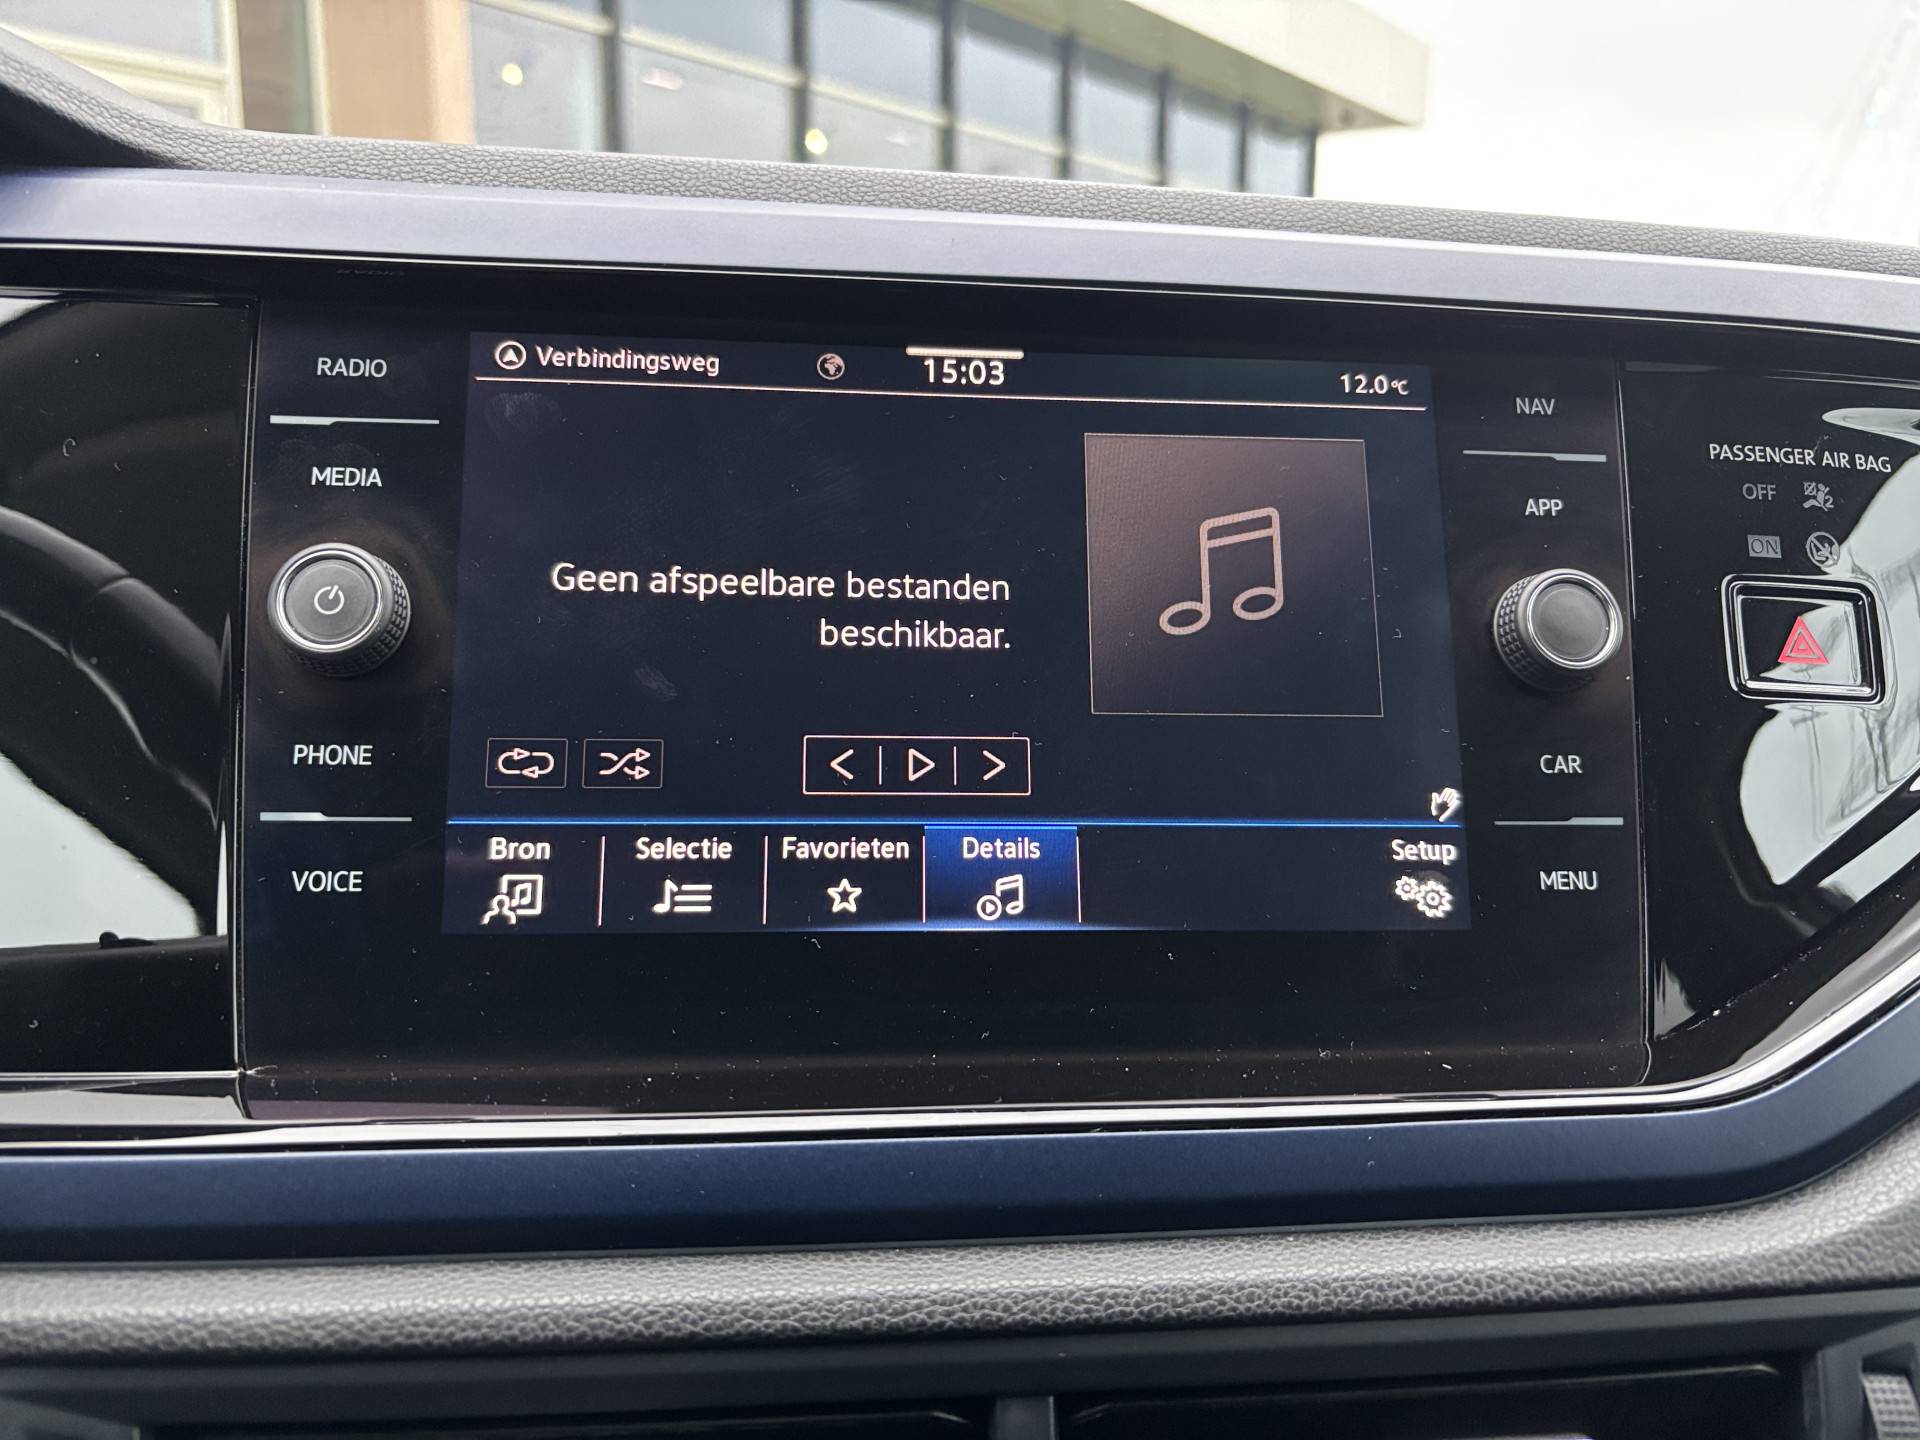 RADIO
MEDIA
PHONE
VOICE
Verbindingsweg
15:03
12.0°C
Geen afspeelbare bestanden
beschikbaar.
Bron
Selectie
Favorieten
Details
Setup
NAV
APP
CAR
MENU
PASSENGER AIR BAG
OFF
ON